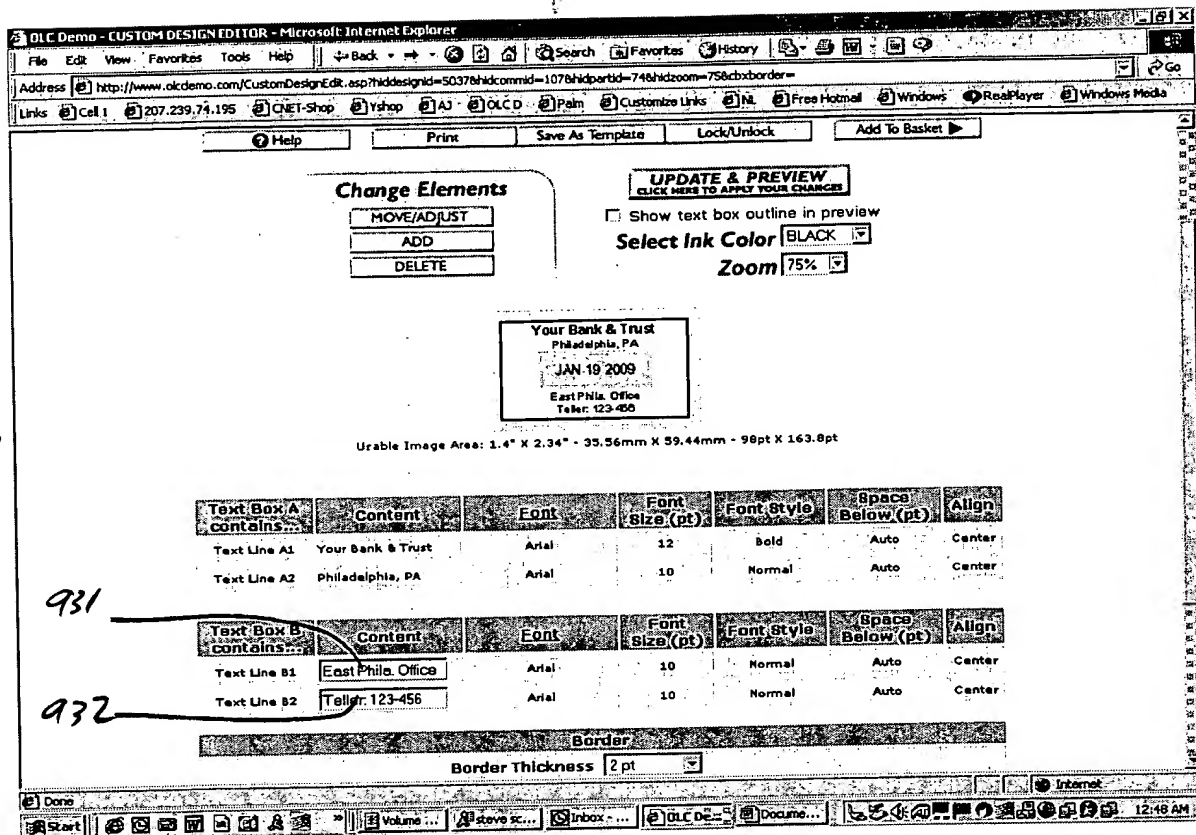 OLC Demo - CUSTOM DESIGN EDITOR - Microsoft Internet Explorer
File Edit View Favorites Tools Help Back Search Favorites History
Address http://www.olcdemo.com/CustomDesignEdit.asp?hiddesignid=5037&hidcommid=107&hidpartid=74&hidzoom=75&cbxborder= Go
Links Cell 1 207.239.74.195 CNET-Shop Yshop AJ OLC D Palm Customize Links NL Free Hotmail Windows RealPlayer Windows Media
Help Print Save As Template Lock/Unlock Add To Basket
Change Elements
MOVE/ADJUST
ADD
DELETE
UPDATE & PREVIEW
CLICK HERE TO APPLY YOUR CHANGES
Show text box outline in preview
Select Ink Color BLACK
Zoom 75%
Your Bank & Trust
Philadelphia, PA
JAN 19 2009
East Phila. Office
Teller: 123-456
Urable Image Area: 1.4" X 2.34" - 35.56mm X 59.44mm - 98pt X 163.8pt
Text Box A contains... Content Font Font Size (pt) Font Style Space Below (pt) Align
Text Line A1 Your Bank & Trust Arial 12 Bold Auto Center
Text Line A2 Philadelphia, PA Arial 10 Normal Auto Center
931
Text Box B contains... Content Font Font Size (pt) Font Style Space Below (pt) Align
Text Line B1 East Phila. Office Arial 10 Normal Auto Center
932
Text Line B2 Teller: 123-456 Arial 10 Normal Auto Center
Border
Border Thickness 2 pt
Done Internet
Start Volume ... steve sc... Inbox - ... OLC De... Docume... 12:48 AM